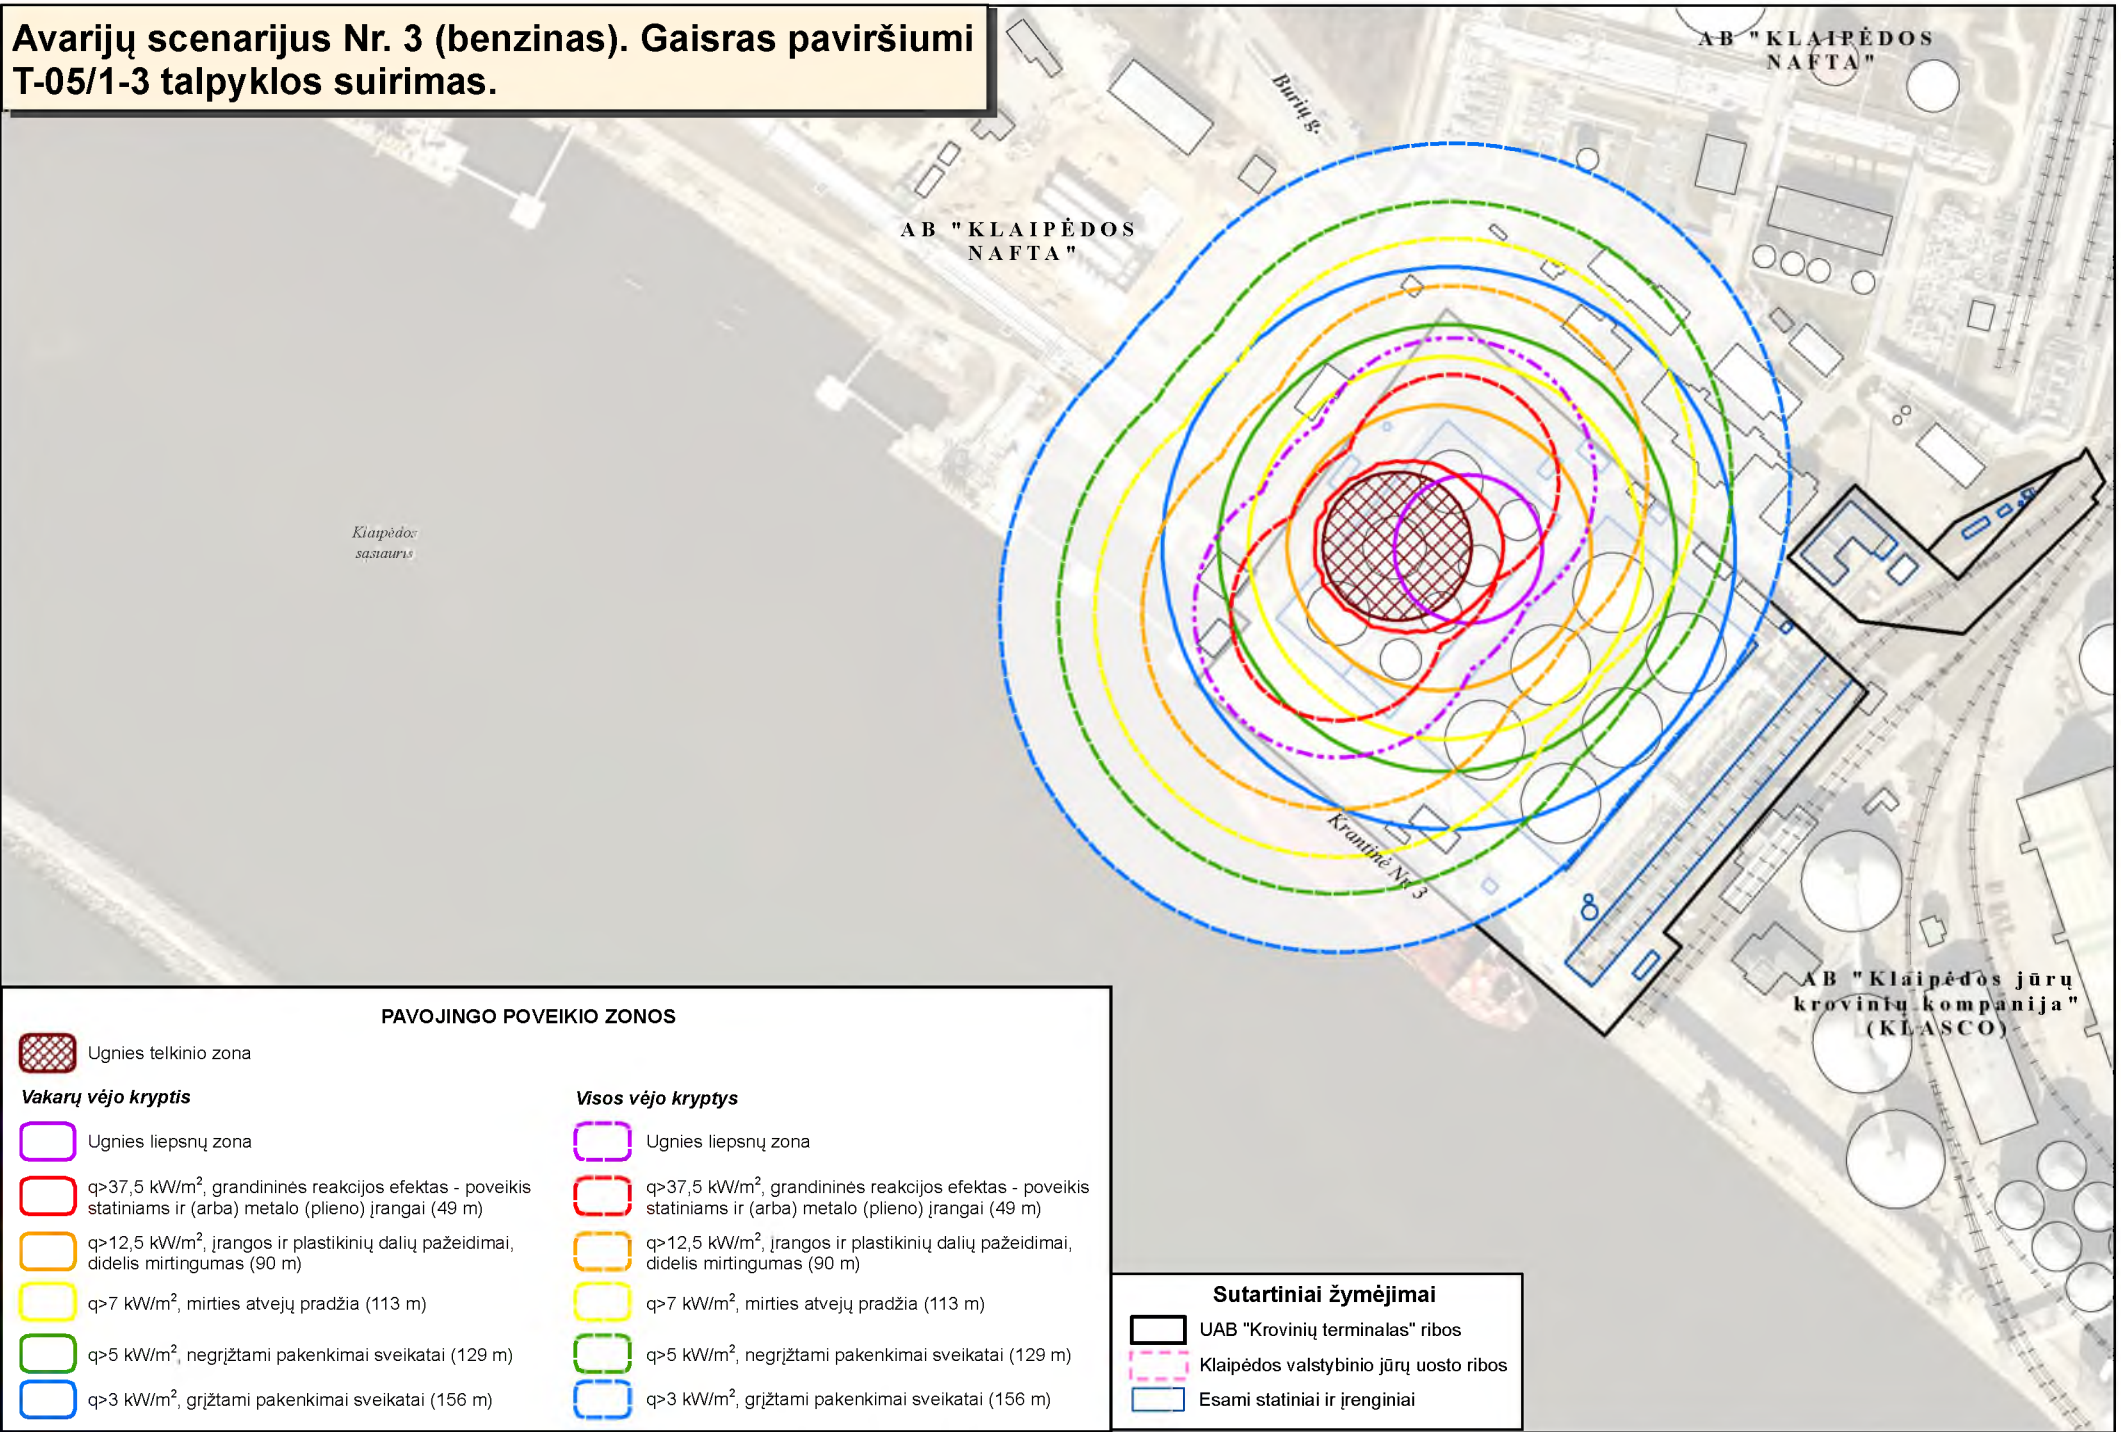 Avarijų scenarijus Nr. 3 (benzinas). Gaisras paviršiumi
T-05/1-3 talpyklos suirimas.
AB "KLAIPĖDOS
NAFTA"
Burių g.
AB "KLAIPĖDOS
NAFTA"
Klaipėdos
sąsiauris
Krantinė Nr. 3
AB "Klaipėdos jūrų
krovinių kompanija"
(KLASCO)
PAVOJINGO POVEIKIO ZONOS
Ugnies telkinio zona
Vakarų vėjo kryptis
Ugnies liepsnų zona
q>37,5 kW/m², grandininės reakcijos efektas - poveikis
statiniams ir (arba) metalo (plieno) įrangai (49 m)
q>12,5 kW/m², įrangos ir plastikinių dalių pažeidimai,
didelis mirtingumas (90 m)
q>7 kW/m², mirties atvejų pradžia (113 m)
q>5 kW/m², negrįžtami pakenkimai sveikatai (129 m)
q>3 kW/m², grįžtami pakenkimai sveikatai (156 m)
Visos vėjo kryptys
Ugnies liepsnų zona
q>37,5 kW/m², grandininės reakcijos efektas - poveikis
statiniams ir (arba) metalo (plieno) įrangai (49 m)
q>12,5 kW/m², įrangos ir plastikinių dalių pažeidimai,
didelis mirtingumas (90 m)
q>7 kW/m², mirties atvejų pradžia (113 m)
q>5 kW/m², negrįžtami pakenkimai sveikatai (129 m)
q>3 kW/m², grįžtami pakenkimai sveikatai (156 m)
Sutartiniai žymėjimai
UAB "Krovinių terminalas" ribos
Klaipėdos valstybinio jūrų uosto ribos
Esami statiniai ir įrenginiai